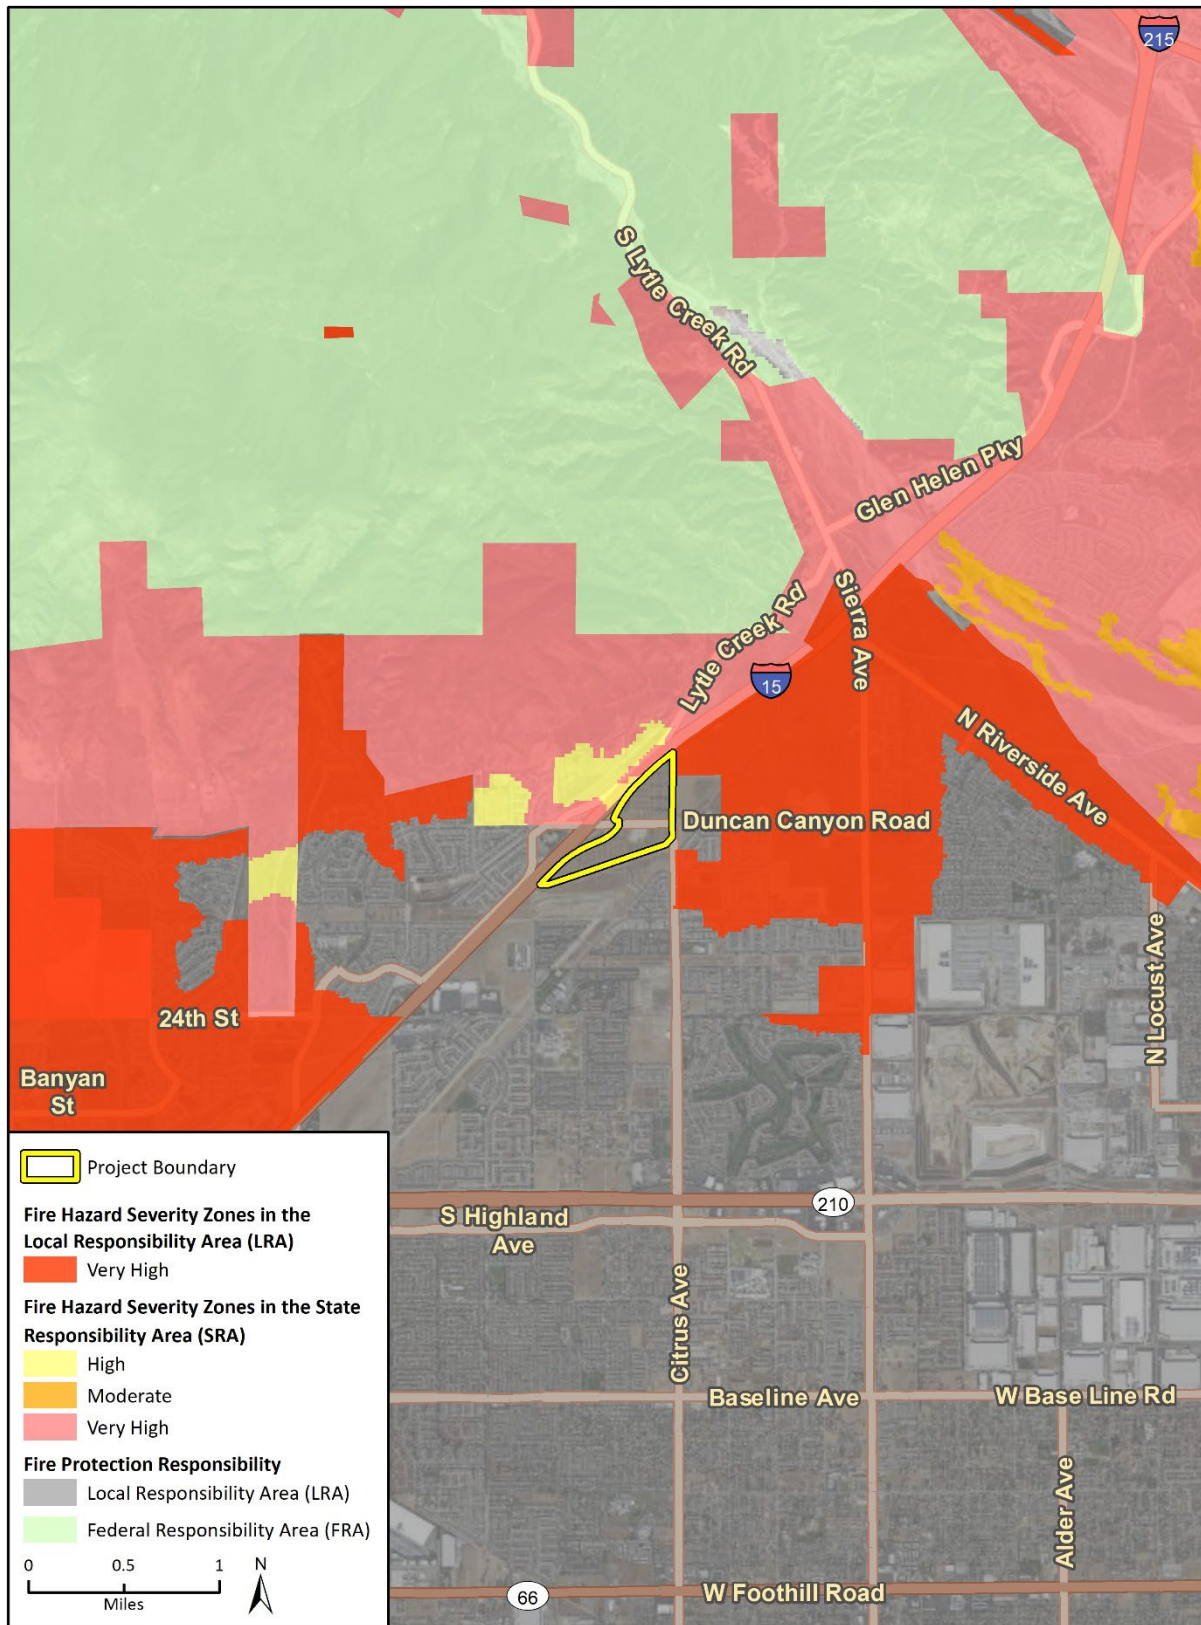 215
S Lytle Creek Rd
Glen Helen Pky
Lytle Creek Rd
Sierra Ave
15
N Riverside Ave
Duncan Canyon Road
24th St
N Locust Ave
Banyan
St
210
S Highland
Ave
Citrus Ave
Baseline Ave
W Base Line Rd
Alder Ave
66
W Foothill Road
Project Boundary
Fire Hazard Severity Zones in the
Local Responsibility Area (LRA)
Very High
Fire Hazard Severity Zones in the State
Responsibility Area (SRA)
High
Moderate
Very High
Fire Protection Responsibility
Local Responsibility Area (LRA)
Federal Responsibility Area (FRA)
0 0.5 1
Miles
N